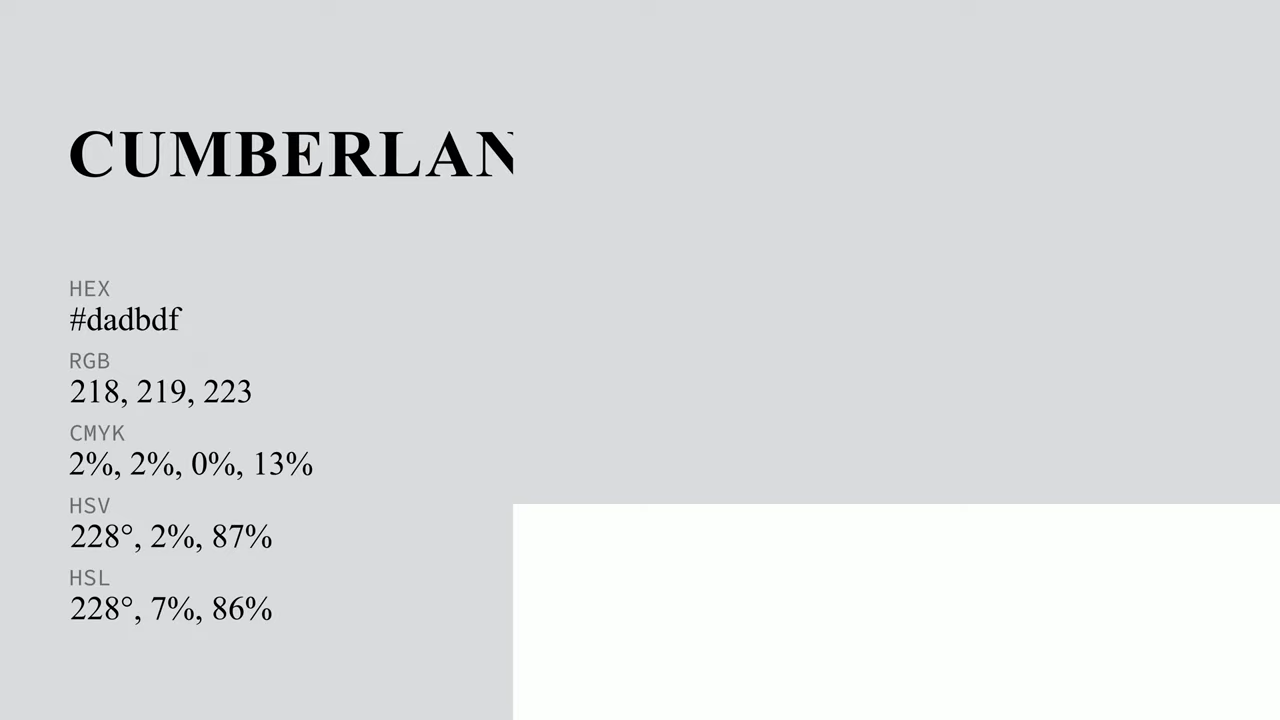 CUMBERLAN
HEX
#dadbdf
RGB
218, 219, 223
CMYK
2%, 2%, 0%, 13%
HSV
228°, 2%, 87%
HSL
228°, 7%, 86%